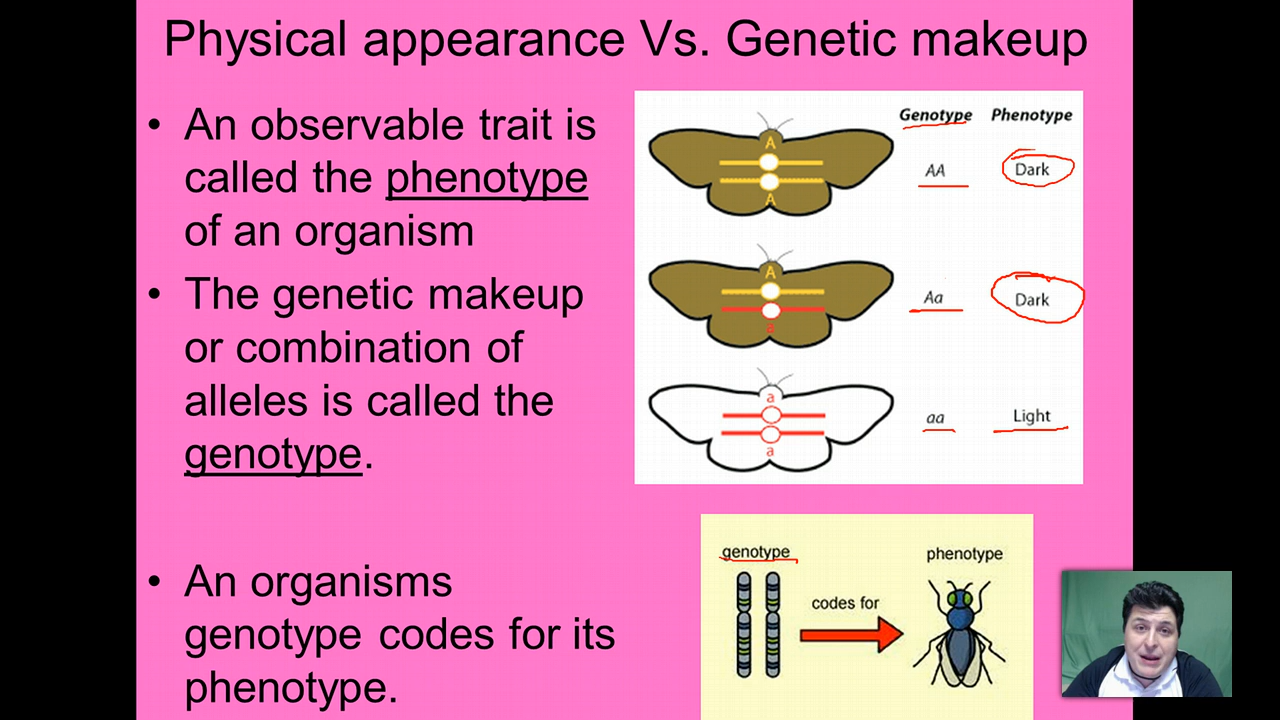 Physical appearance Vs. Genetic makeup
• An observable trait is
called the phenotype
of an organism
• The genetic makeup
or combination of
alleles is called the
genotype.
• An organisms
genotype codes for its
phenotype.
Genotype Phenotype
A
A
AA Dark
A
a
Aa Dark
a
a
aa Light
genotype phenotype
codes for